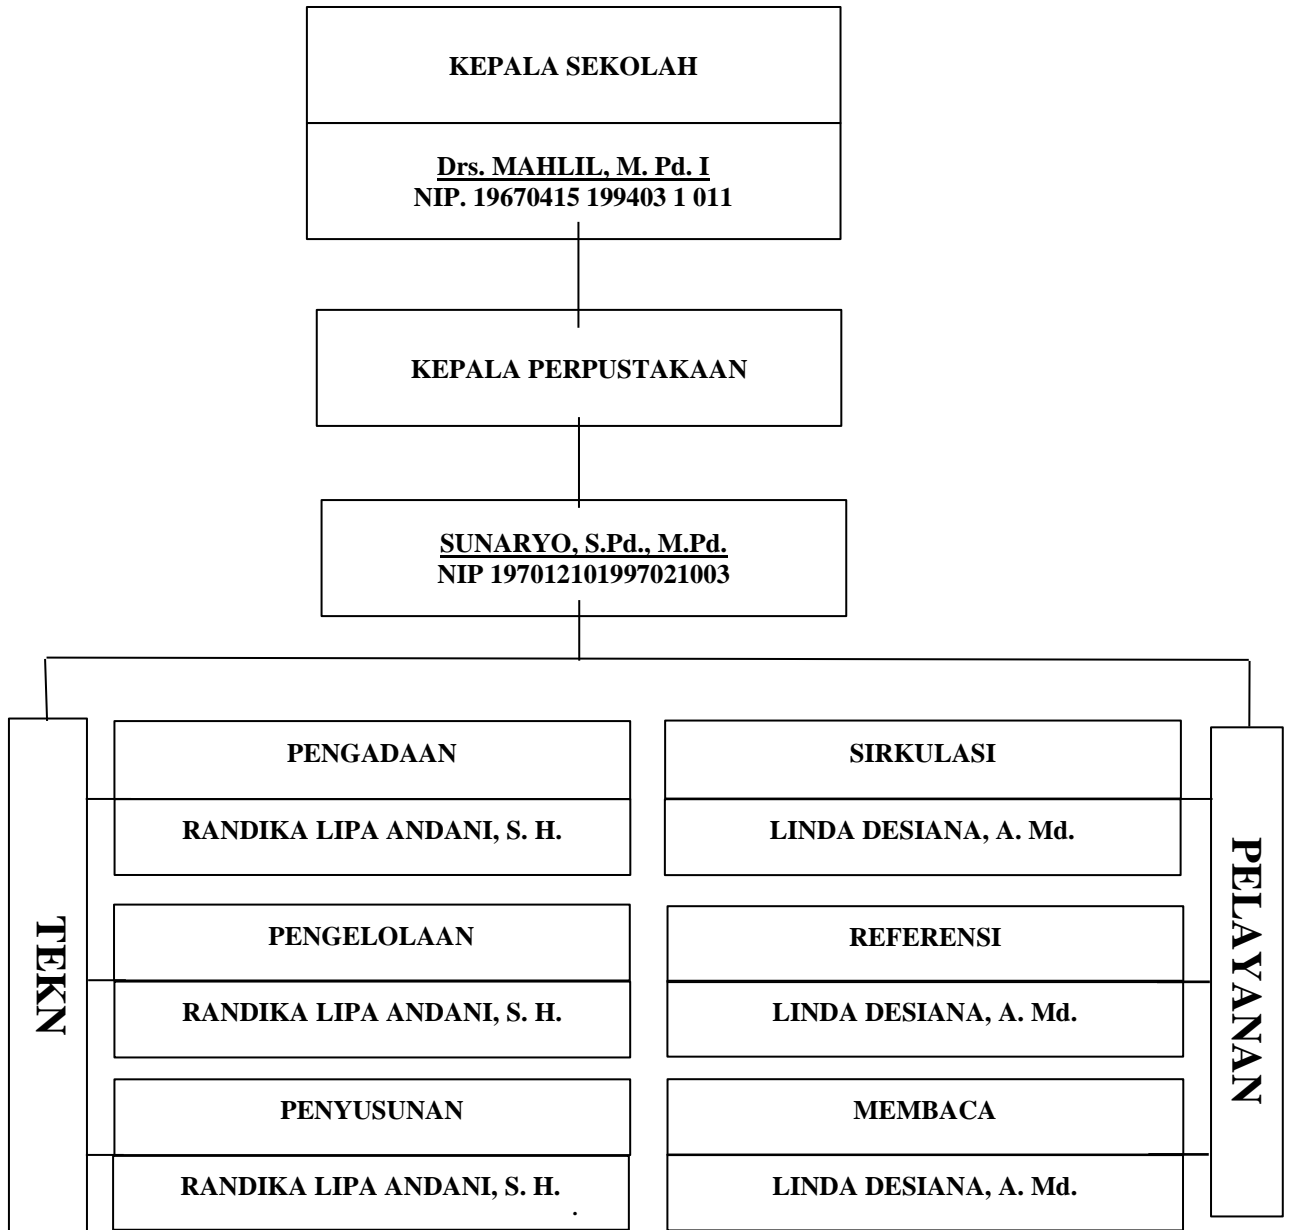 KEPALA SEKOLAH
Drs. MAHLIL, M. Pd. I
NIP. 19670415 199403 1 011
KEPALA PERPUSTAKAAN
SUNARYO, S.Pd., M.Pd.
NIP 197012101997021003
TEKN
PENGADAAN
RANDIKA LIPA ANDANI, S. H.
PENGELOLAAN
RANDIKA LIPA ANDANI, S. H.
PENYUSUNAN
RANDIKA LIPA ANDANI, S. H.
.
SIRKULASI
LINDA DESIANA, A. Md.
REFERENSI
LINDA DESIANA, A. Md.
MEMBACA
LINDA DESIANA, A. Md.
PELAYANAN